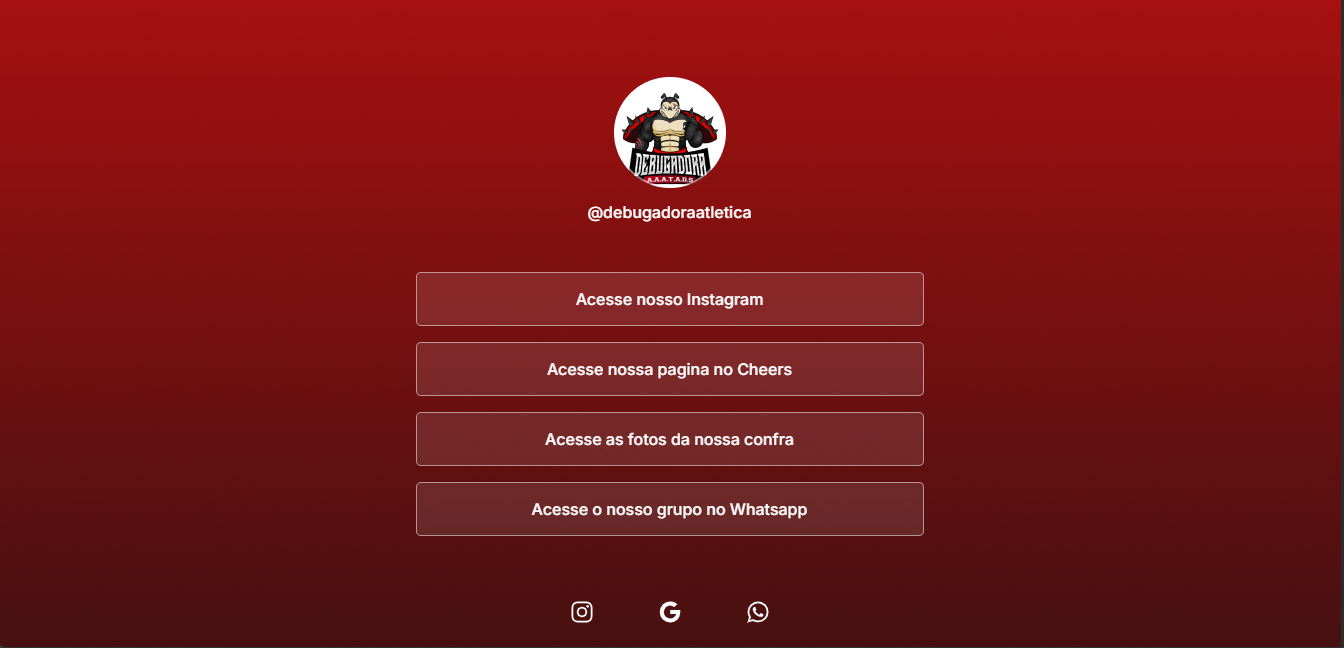 DEBUGADORA
A.A.A.T.A.D.S
@debugadoraatletica
Acesse nosso Instagram
Acesse nossa pagina no Cheers
Acesse as fotos da nossa confra
Acesse o nosso grupo no Whatsapp